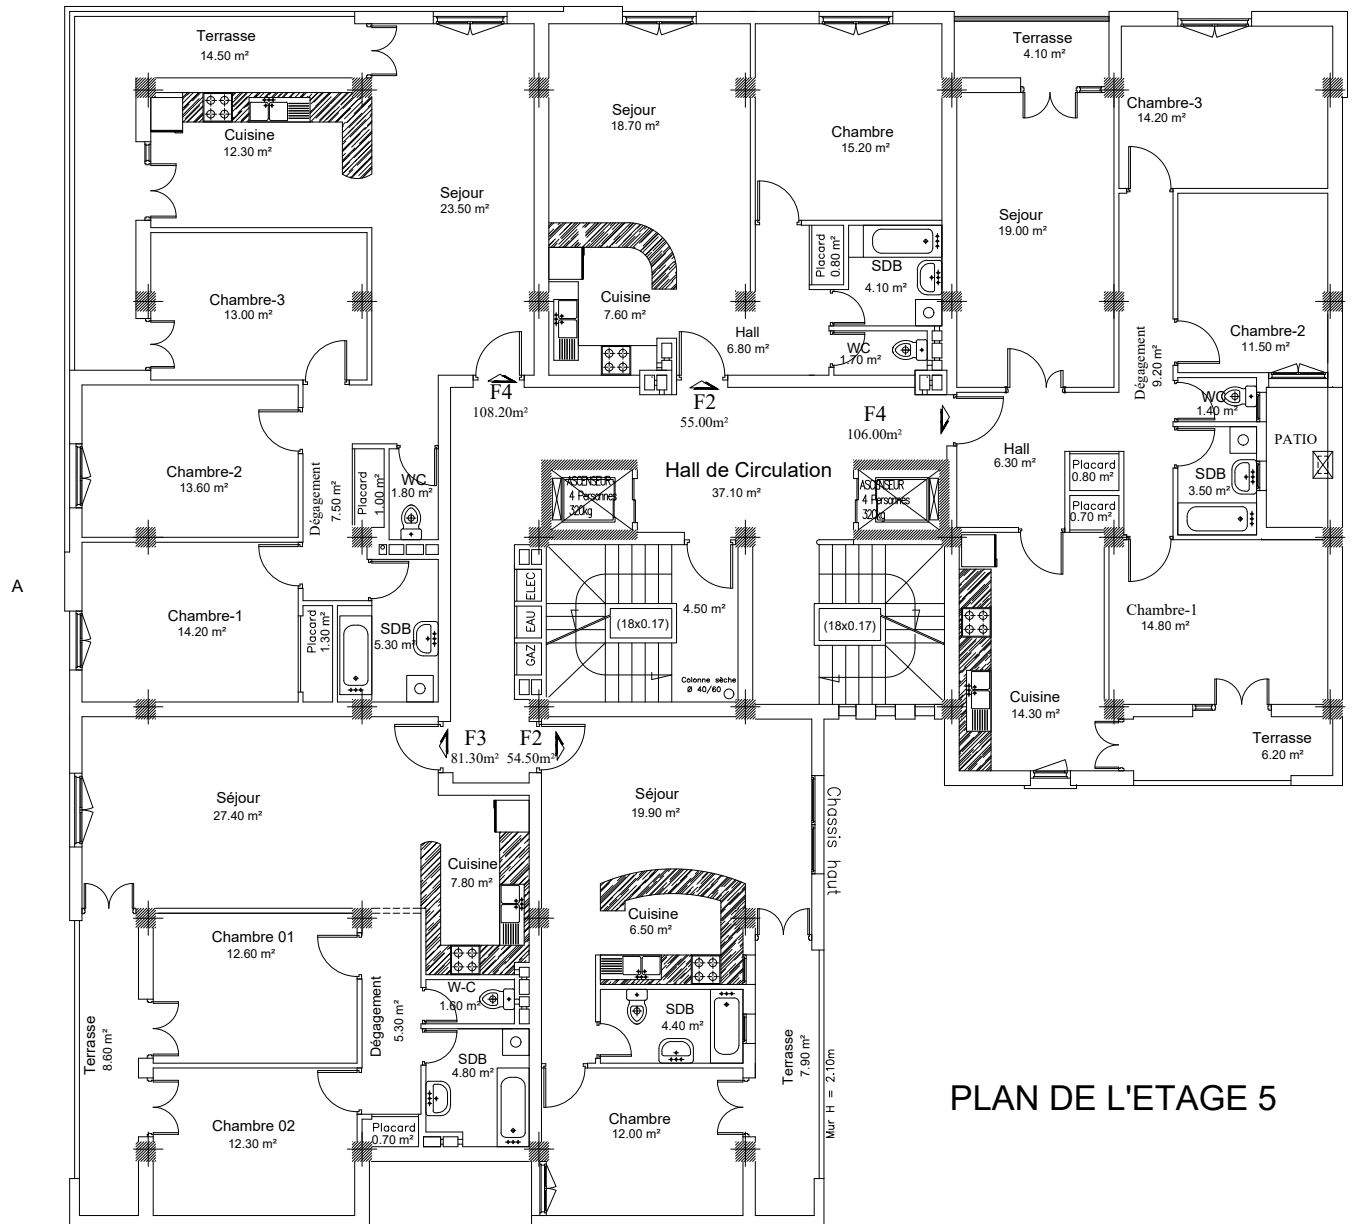 Terrasse
14.50 m²
Cuisine
12.30 m²
Sejour
23.50 m²
Chambre-3
13.00 m²
Chambre-2
13.60 m²
Dégagement
7.50 m²
Placard
1.00 m²
WC
1.80 m²
Chambre-1
14.20 m²
Placard
1.30 m²
SDB
5.30 m²
F4
108.20m²
Sejour
18.70 m²
Chambre
15.20 m²
Placard
0.80 m²
SDB
4.10 m²
Cuisine
7.60 m²
Hall
6.80 m²
WC
1.70 m²
F2
55.00m²
F4
106.00m²
Terrasse
4.10 m²
Chambre-3
14.20 m²
Sejour
19.00 m²
Chambre-2
11.50 m²
Dégagement
9.20 m²
WC
1.40 m²
PATIO
Hall
6.30 m²
Placard
0.80 m²
Placard
0.70 m²
SDB
3.50 m²
Chambre-1
14.80 m²
Cuisine
14.30 m²
Terrasse
6.20 m²
Hall de Circulation
37.10 m²
ASCENSEUR
4 Personnes
320kg
ASCENSEUR
4 Personnes
320kg
ELEC
EAU
GAZ
(18x0.17)
4.50 m²
(18x0.17)
Colonne sèche
Ø 40/60
A
F3
81.30m²
F2
54.50m²
Séjour
27.40 m²
Cuisine
7.80 m²
Chambre 01
12.60 m²
W-C
1.60 m²
Dégagement
5.30 m²
Terrasse
8.60 m²
SDB
4.80 m²
Chambre 02
12.30 m²
Placard
0.70 m²
Séjour
19.90 m²
Chassis haut
Cuisine
6.50 m²
SDB
4.40 m²
Terrasse
7.90 m²
Mur H = 2.10m
Chambre
12.00 m²
PLAN DE L'ETAGE 5